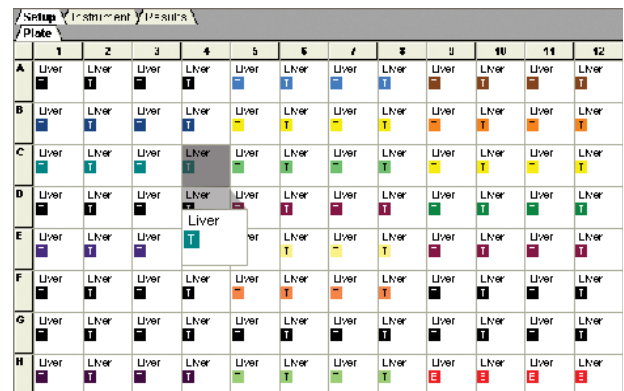 Setup Instrument Results
Plate
1 2 3 4 5 6 7 8 9 10 11 12
A Liver Liver Liver Liver Liver Liver Liver Liver Liver Liver Liver Liver
T T T T T T
B Liver Liver Liver Liver Liver Liver Liver Liver Liver Liver Liver Liver
T T T T T T
C Liver Liver Liver Liver Liver Liver Liver Liver Liver Liver Liver Liver
T T T T T T
D Liver Liver Liver Liver Liver Liver Liver Liver Liver Liver Liver Liver
T T T T T
Liver
T
E Liver Liver Liver Liver Liver Liver Liver Liver Liver Liver
T T T T T
F Liver Liver Liver Liver Liver Liver Liver Liver Liver Liver Liver Liver
T T T T T T
G Liver Liver Liver Liver Liver Liver Liver Liver Liver Liver Liver Liver
T T T T T T
H Liver Liver Liver Liver Liver Liver Liver Liver Liver Liver Liver Liver
T T T T E E E E